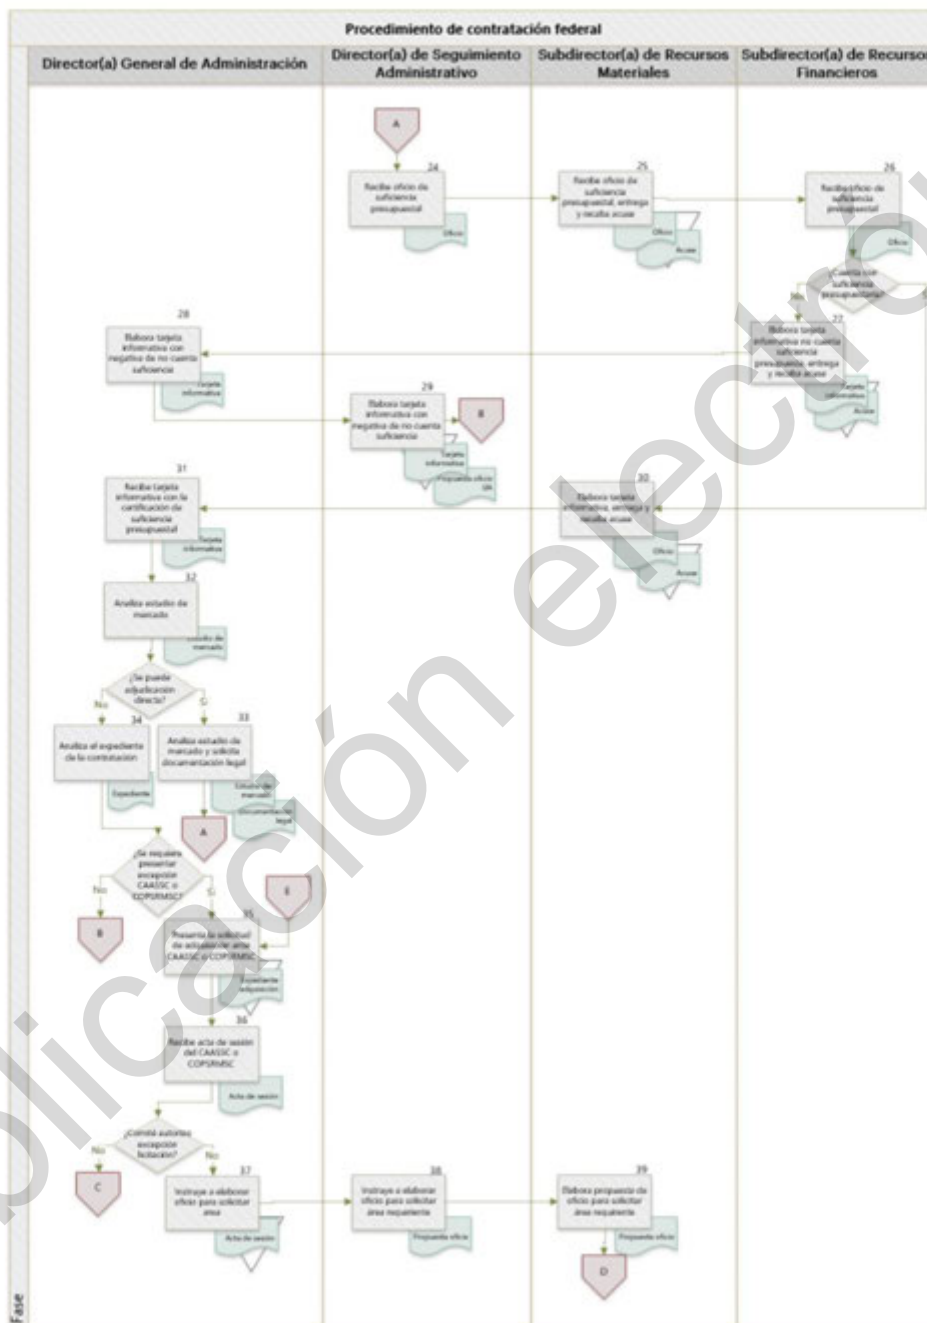 Procedimiento de contratación federal
Director(a) General de Administración
Director(a) de Seguimiento
Administrativo
Subdirector(a) de Recursos
Materiales
Subdirector(a) de Recursos
Financieros
A
24
Recibe oficio de
suficiencia
presupuestal
Oficio
25
Recibe oficio de
suficiencia
presupuestal, entrega
y recaba acuse
Oficio
Acuse
26
Recibe oficio de
suficiencia
presupuestal
Oficio
¿Cuenta con
suficiencia
presupuestaria?
No
27
Elabora tarjeta
informativa no cuenta
suficiencia
presupuesta, entrega
y recaba acuse
Tarjeta
informativa
Acuse
28
Elabora tarjeta
informativa con
negativa de no cuenta
suficiencia
Tarjeta
informativa
29
Elabora tarjeta
informativa con
negativa de no cuenta
suficiencia
Tarjeta
informativa
Propuesta oficio
B
30
Elabora tarjeta
informativa, entrega y
recaba acuse
Oficio
Acuse
31
Recibe tarjeta
informativa con la
certificación de
suficiencia
presupuestal
Tarjeta
informativa
32
Analiza estudio de
mercado
Estudio de
mercado
¿Se puede
adjudicación
directa?
No
Si
34
Analiza el expediente
de la contratación
Expediente
33
Analiza estudio de
mercado y solicita
documentación legal
Estudio de
mercado
Documentación
legal
A
¿Se requiere
presentar
excepción
CAASSC o
COPSRMSC?
No
Si
B
E
35
Presenta la solicitud
de adquisición ante
CAASSC o COPSRMSC
Expediente
adquisición
36
Recibe acta de sesión
del CAASSC o
COPSRMSC
Acta de sesión
¿Comité autorizo
excepción
licitación?
No
No
C
37
Instruye a elaborar
oficio para solicitar
área
Acta de sesión
38
Instruye a elaborar
oficio para solicitar
área requirente
Propuesta oficio
39
Elabora propuesta de
oficio para solicitar
área requirente
Propuesta oficio
D
Fase